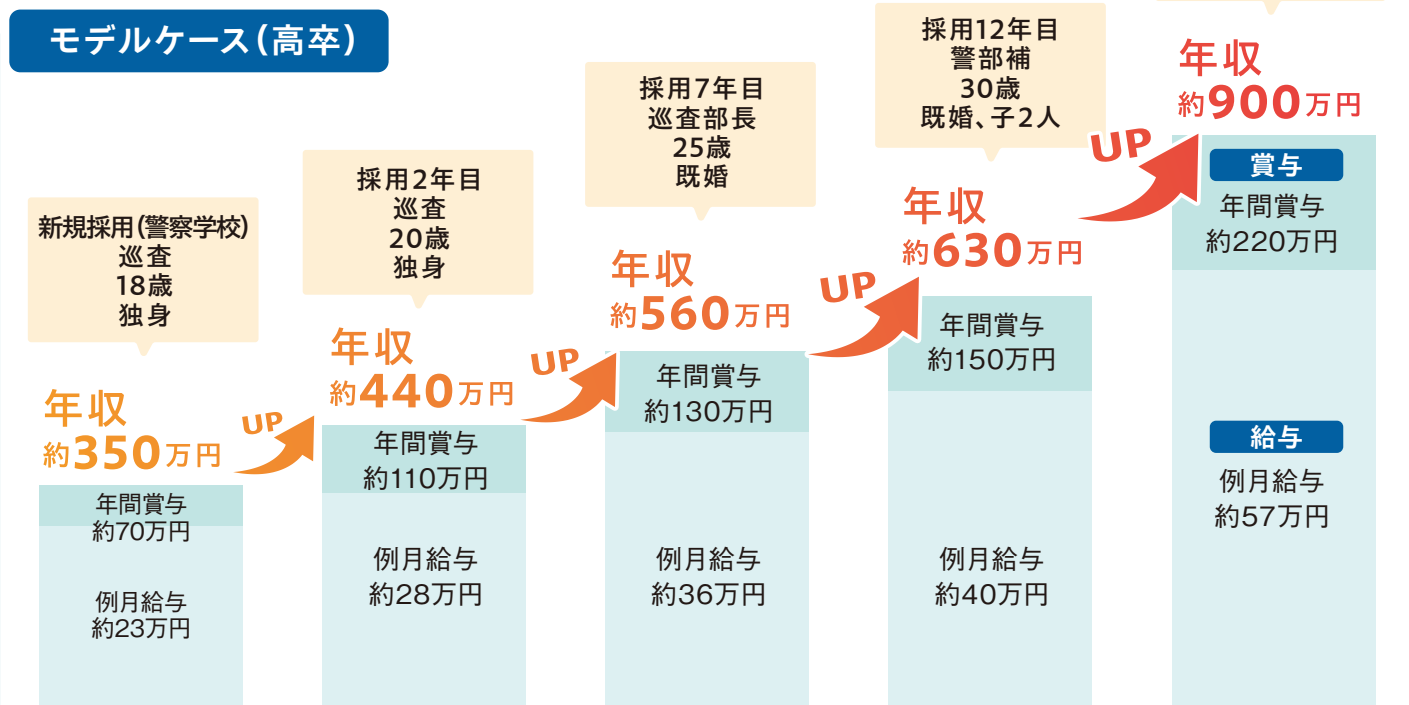 モデルケース（高卒）
新規採用（警察学校）
巡査
18歳
独身
年収
約350万円
年間賞与
約70万円
例月給与
約23万円
UP
採用2年目
巡査
20歳
独身
年収
約440万円
年間賞与
約110万円
例月給与
約28万円
UP
採用7年目
巡査部長
25歳
既婚
年収
約560万円
年間賞与
約130万円
例月給与
約36万円
UP
採用12年目
警部補
30歳
既婚、子2人
年収
約630万円
年間賞与
約150万円
例月給与
約40万円
UP
年収
約900万円
賞与
年間賞与
約220万円
給与
例月給与
約57万円